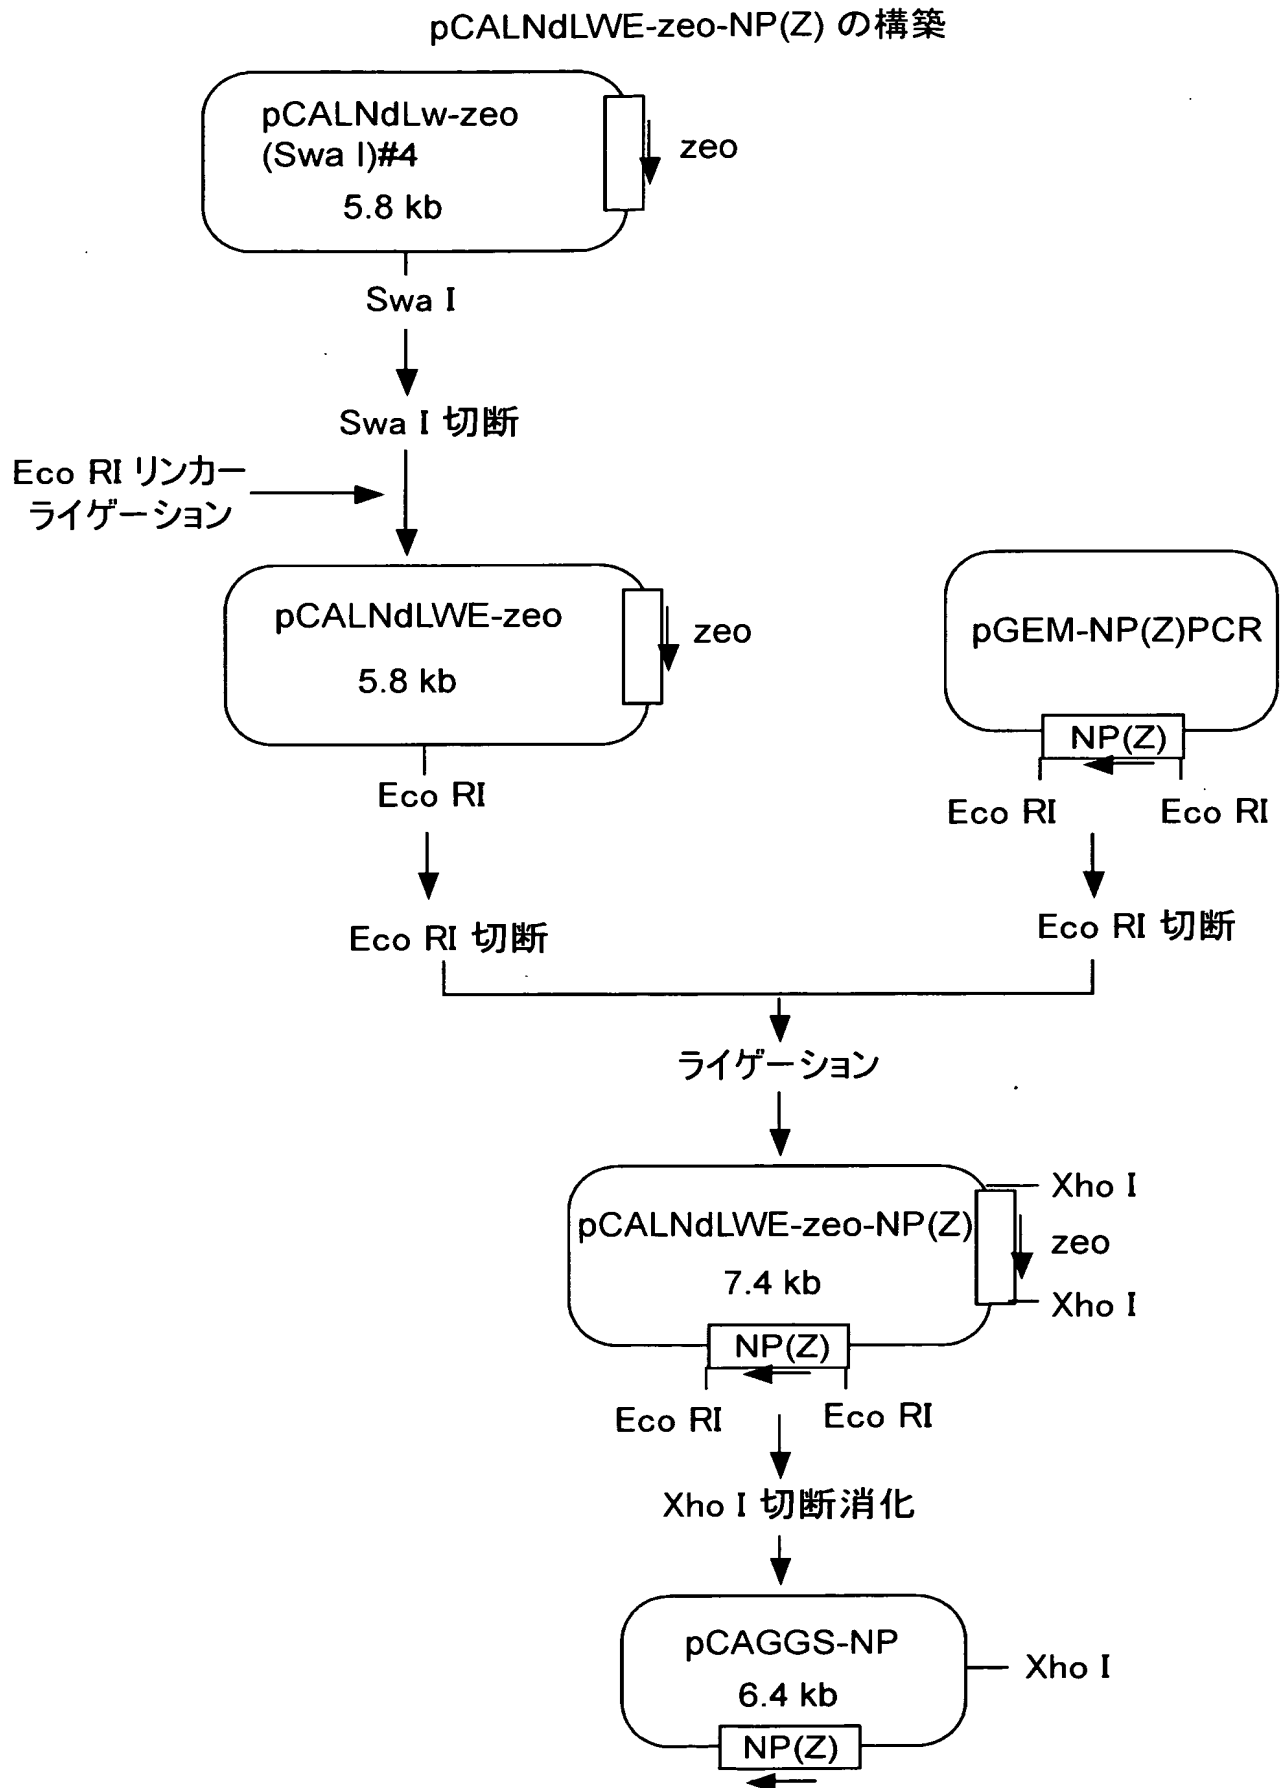 pCALNdLWE-zeo-NP(Z) の構築
pCALNdLw-zeo
(Swa I)#4
5.8 kb
zeo
Swa I
Swa I 切断
Eco RI リンカー
ライゲーション
pCALNdLWE-zeo
5.8 kb
zeo
Eco RI
Eco RI 切断
pGEM-NP(Z)PCR
NP(Z)
Eco RI
Eco RI
Eco RI 切断
ライゲーション
pCALNdLWE-zeo-NP(Z)
7.4 kb
Xho I
zeo
Xho I
NP(Z)
Eco RI
Eco RI
Xho I 切断消化
pCAGGS-NP
6.4 kb
Xho I
NP(Z)